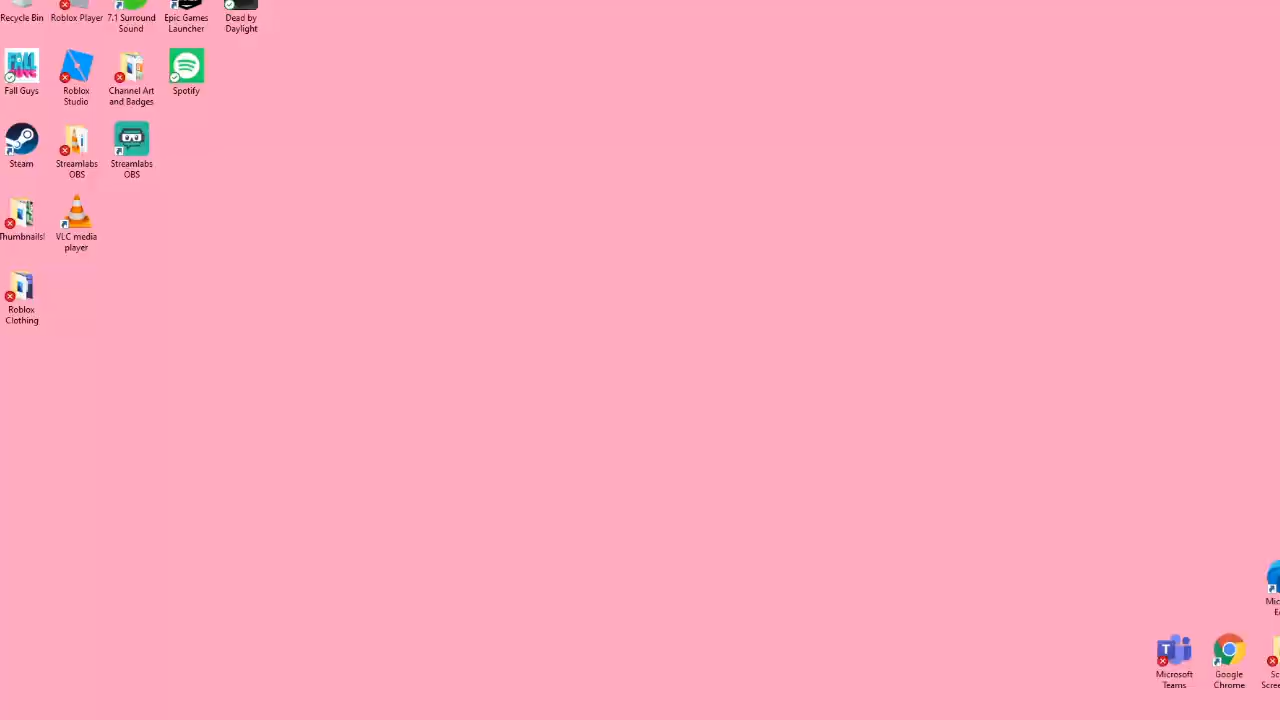 Recycle Bin
Roblox Player
7.1 Surround
Sound
Epic Games
Launcher
Dead by
Daylight
FALL
Fall Guys
Roblox
Studio
Channel Art
and Badges
Spotify
Steam
Streamlabs
OBS
Streamlabs
OBS
Thumbnails!
VLC media
player
Roblox
Clothing
T
Microsoft
Teams
Google
Chrome